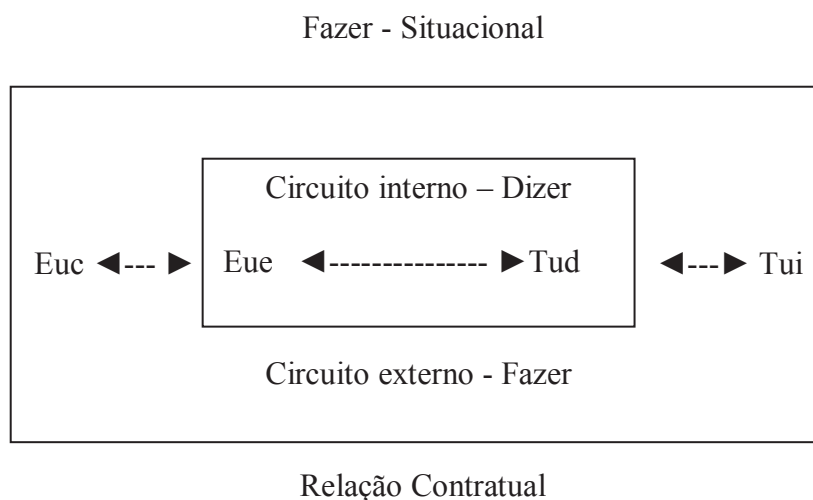 Fazer - Situacional
Circuito interno – Dizer
Euc ◄--- ► Eue ◄--------------- ►Tud ◄---► Tui
Circuito externo - Fazer
Relação Contratual